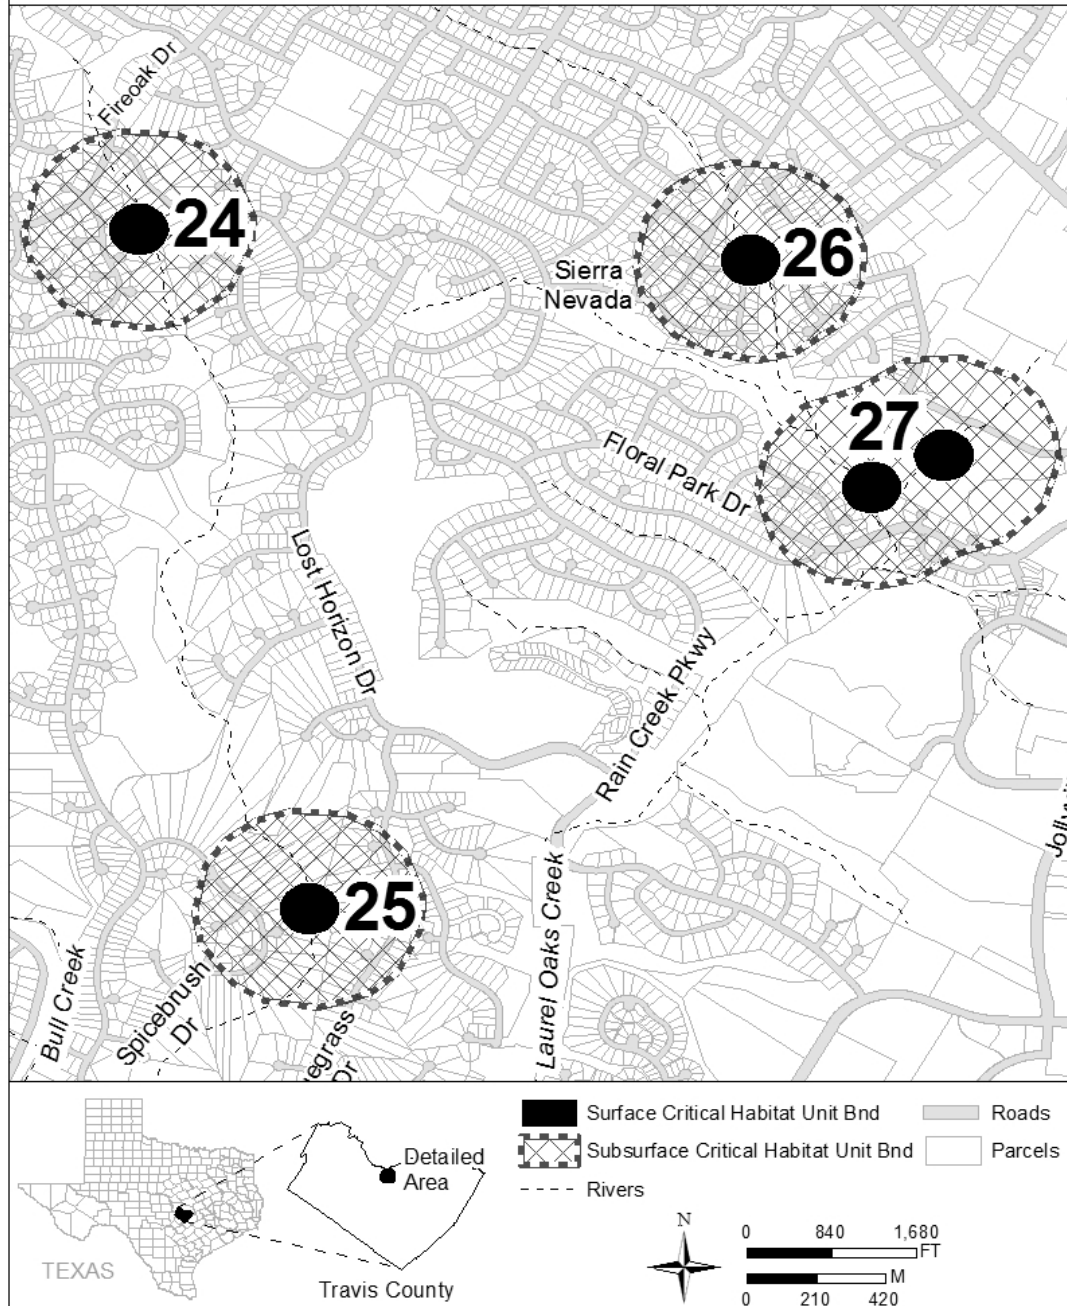 Fireoak Dr
24
26
Sierra
Nevada
27
Floral Park Dr
Lost Horizon Dr
Rain Creek Pkwy
25
Laurel Oaks Creek
Bull Creek
Spicebrush
Dr
egrass
Dr
Jolly
Surface Critical Habitat Unit Bnd
Roads
Subsurface Critical Habitat Unit Bnd
Parcels
Rivers
Detailed
Area
TEXAS
Travis County
N
0 840 1,680
FT
M
0 210 420